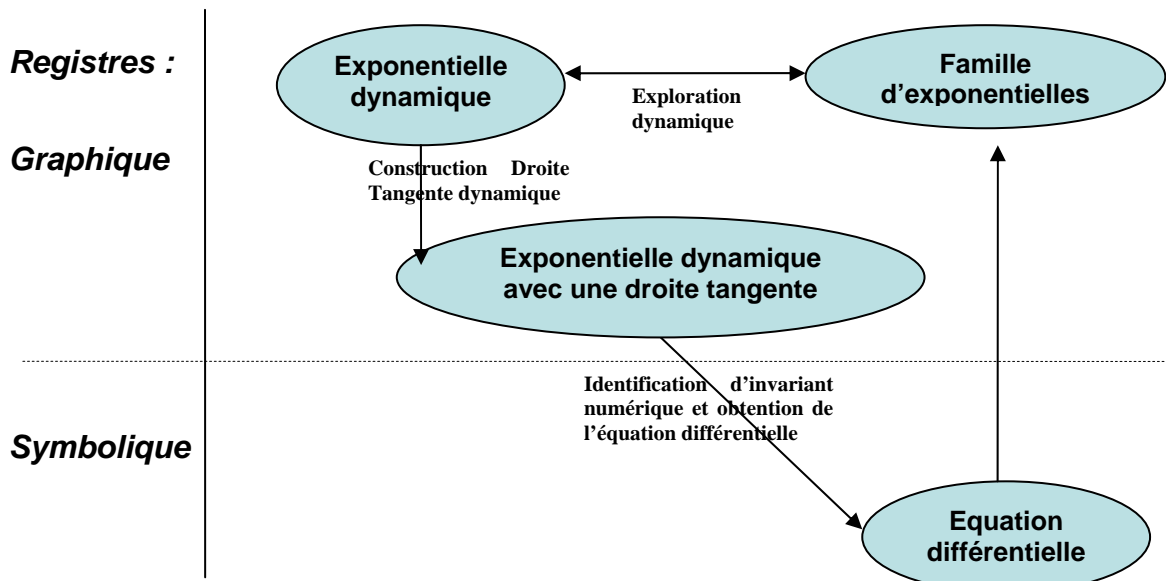 Registres :
Exponentielle
dynamique
Famille
d'exponentielles
Exploration
dynamique
Graphique
Construction Droite
Tangente dynamique
Exponentielle dynamique
avec une droite tangente
Identification d'invariant
numérique et obtention de
l'équation différentielle
Symbolique
Equation
différentielle